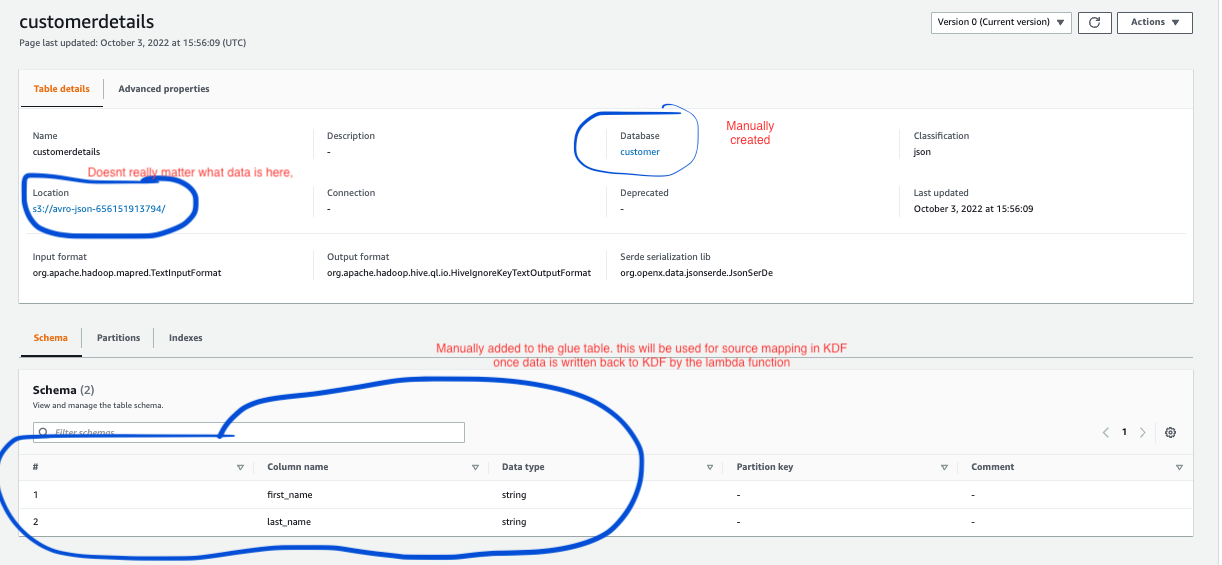 customerdetails
Version 0 (Current version)
Actions
Page last updated: October 3, 2022 at 15:56:09 (UTC)
Table details
Advanced properties
Name
customerdetails
Description
-
Database
customer
Manually
created
Classification
json
Doesnt really matter what data is here,
Location
s3://avro-json-656151913794/
Connection
-
Deprecated
-
Last updated
October 3, 2022 at 15:56:09
Input format
org.apache.hadoop.mapred.TextInputFormat
Output format
org.apache.hadoop.hive.ql.io.HiveIgnoreKeyTextOutputFormat
Serde serialization lib
org.openx.data.jsonserde.JsonSerDe
Schema
Partitions
Indexes
Manually added to the glue table. this will be used for source mapping in KDF
once data is written back to KDF by the lambda function
Schema (2)
View and manage the table schema.
Filter schemas
1
# Column name Data type Partition key Comment
1 first_name string - -
2 last_name string - -